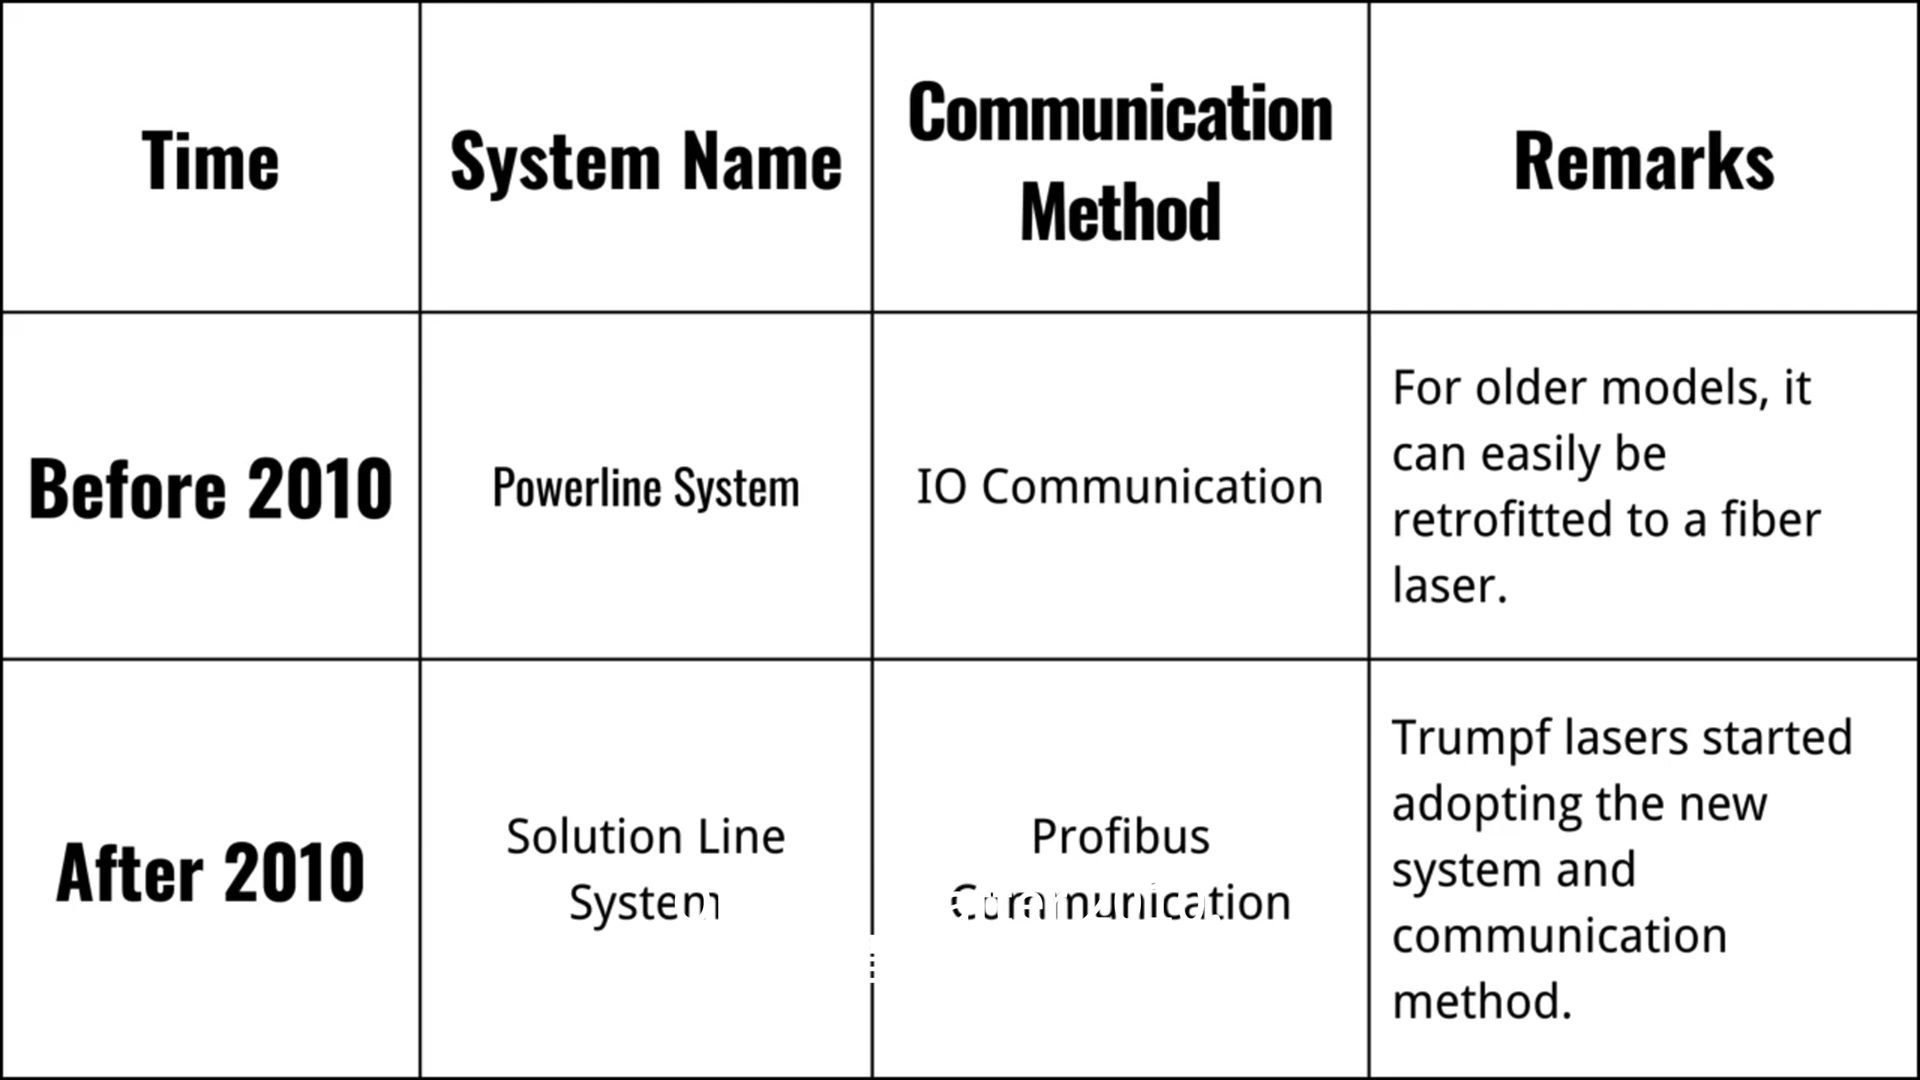 Time
System Name
Communication
Method
Remarks
Before 2010
Powerline System
IO Communication
For older models, it
can easily be
retrofitted to a fiber
laser.
After 2010
Solution Line
System
Profibus
Communication
Trumpf lasers started
adopting the new
system and
communication
method.